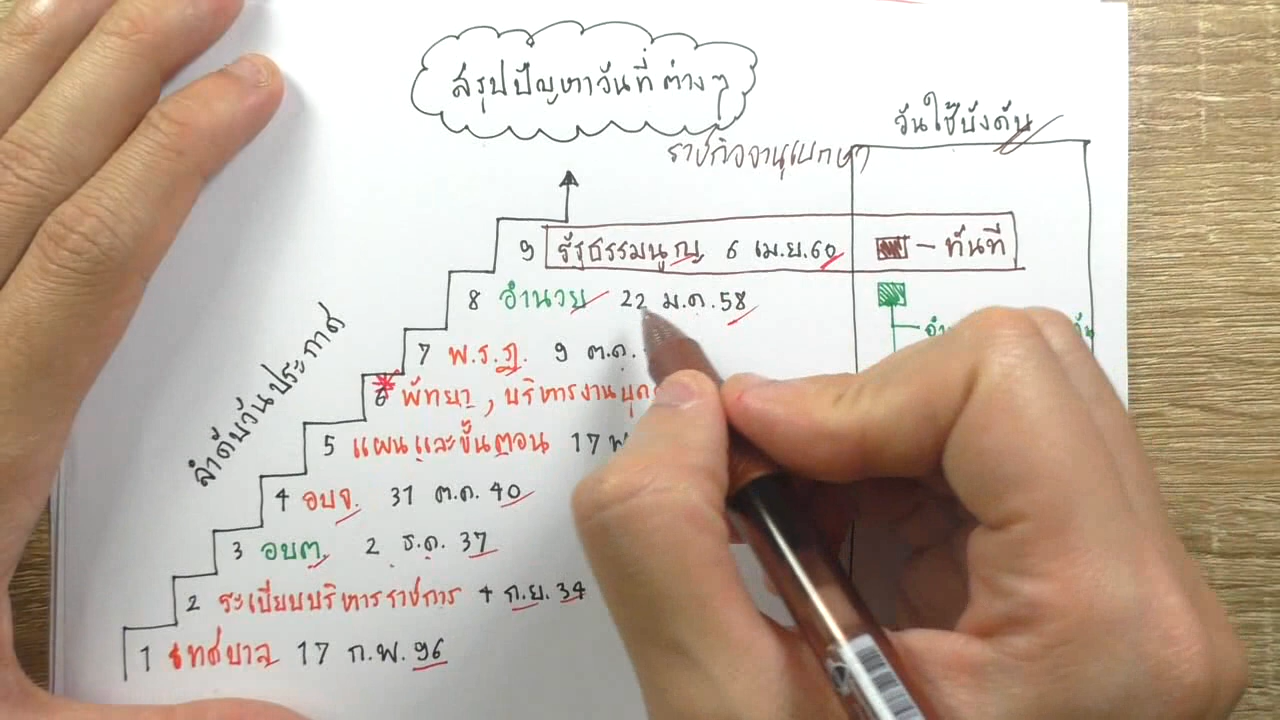 สรุปปัญหาวันที่ต่างๆ
วันใช้บังคับ
ราชกิจจานุเบกษา
9 รัฐธรรมนูญ 6 เม.ย.60 - ทันที
8 อำนวย 22 ม.ค.58
7 พ.ร.ฎ. 9 ต.ค.
6 พัทยา, บริหารงาน
5 แผนและขั้นตอน 17
4 อบจ. 31 ต.ค. 40
3 อบต. 2 ธ.ค. 37
2 ระเบียบบริหารราชการ 4 ก.ย. 34
1 เทศบาล 17 ก.พ. 96
ลำดับวันประกาศ